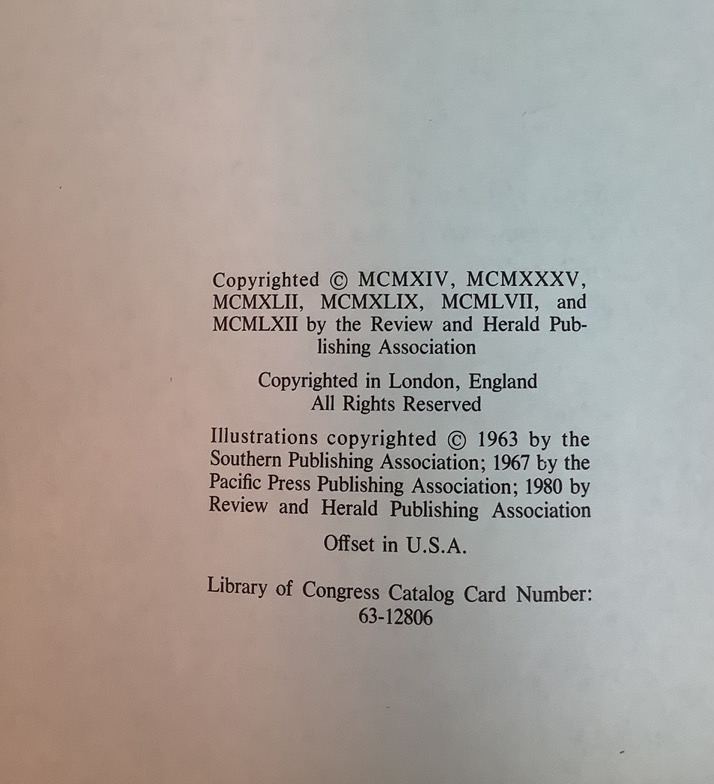 Copyrighted © MCMXIV, MCMXXXV,
MCMXLII, MCMXLIX, MCMLVII, and
MCMLXII by the Review and Herald Pub-
lishing Association
Copyrighted in London, England
All Rights Reserved
Illustrations copyrighted © 1963 by the
Southern Publishing Association; 1967 by the
Pacific Press Publishing Association; 1980 by
Review and Herald Publishing Association
Offset in U.S.A.
Library of Congress Catalog Card Number:
63-12806